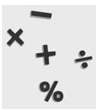 −
× + ÷
%